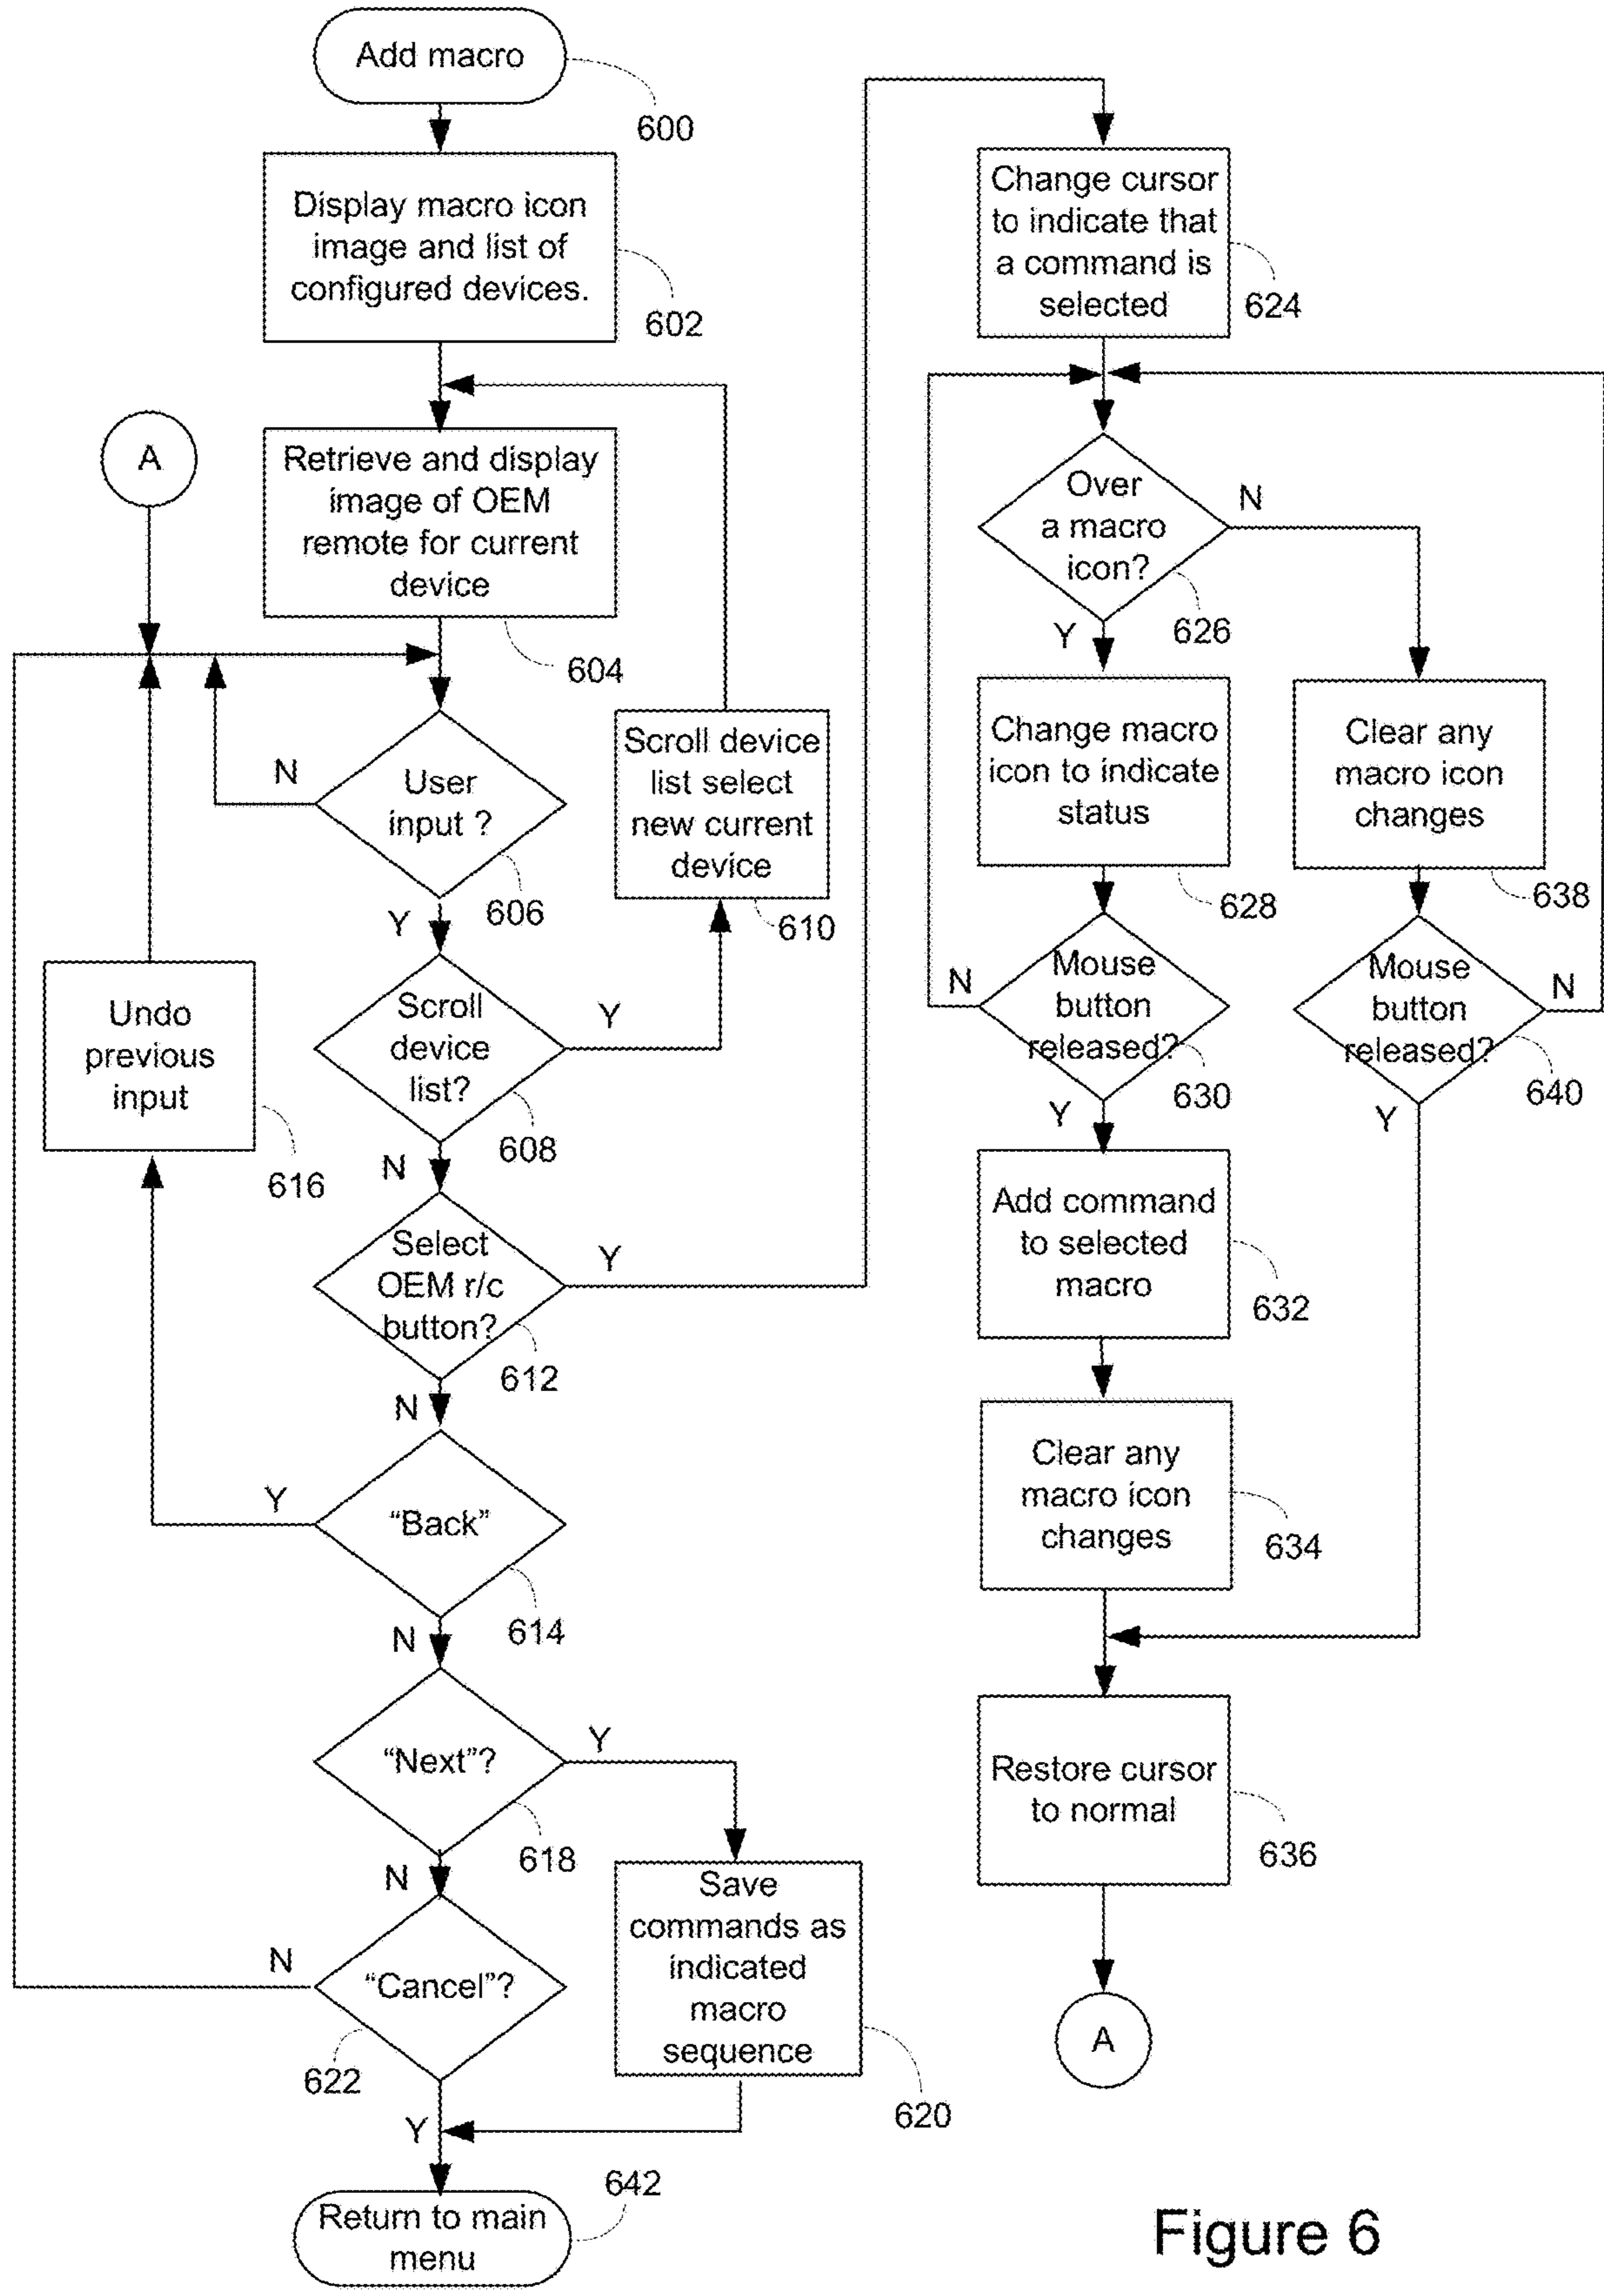 Add macro
600
Display macro icon
image and list of
configured devices.
602
A
Retrieve and display
image of OEM
remote for current
device
604
N
User
input ?
606
Y
Scroll device
list select
new current
device
610
Undo
previous
input
616
Scroll
device
list?
Y
608
N
Select
OEM r/c
button?
Y
612
N
Y
“Back”
614
N
“Next”?
Y
618
N
Save
commands as
indicated
macro
sequence
620
N
“Cancel”?
622
Y
Return to main
menu
642
Change cursor
to indicate that
a command is
selected
624
Over
a macro
icon?
N
626
Y
Change macro
icon to indicate
status
628
Clear any
macro icon
changes
638
N
Mouse
button
released?
630
Y
Mouse
button
released?
N
640
Y
Add command
to selected
macro
632
Clear any
macro icon
changes
634
Restore cursor
to normal
636
A
Figure 6